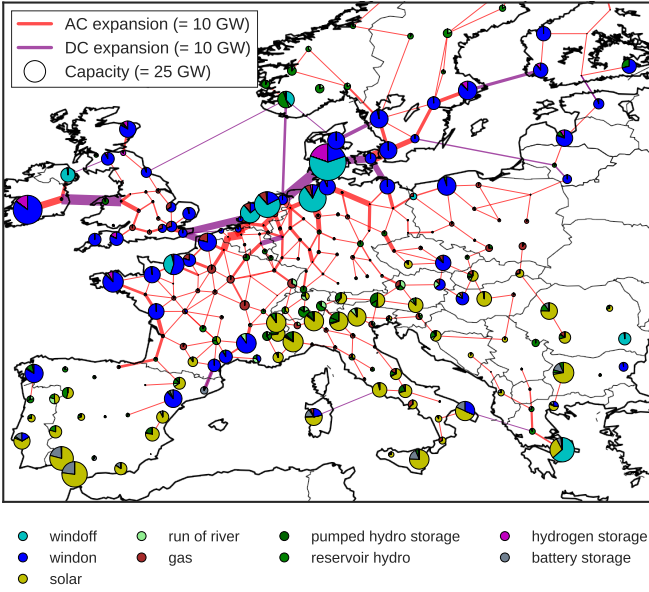 AC expansion (= 10 GW)
DC expansion (= 10 GW)
Capacity (= 25 GW)
windoff
run of river
pumped hydro storage
hydrogen storage
windon
gas
reservoir hydro
battery storage
solar